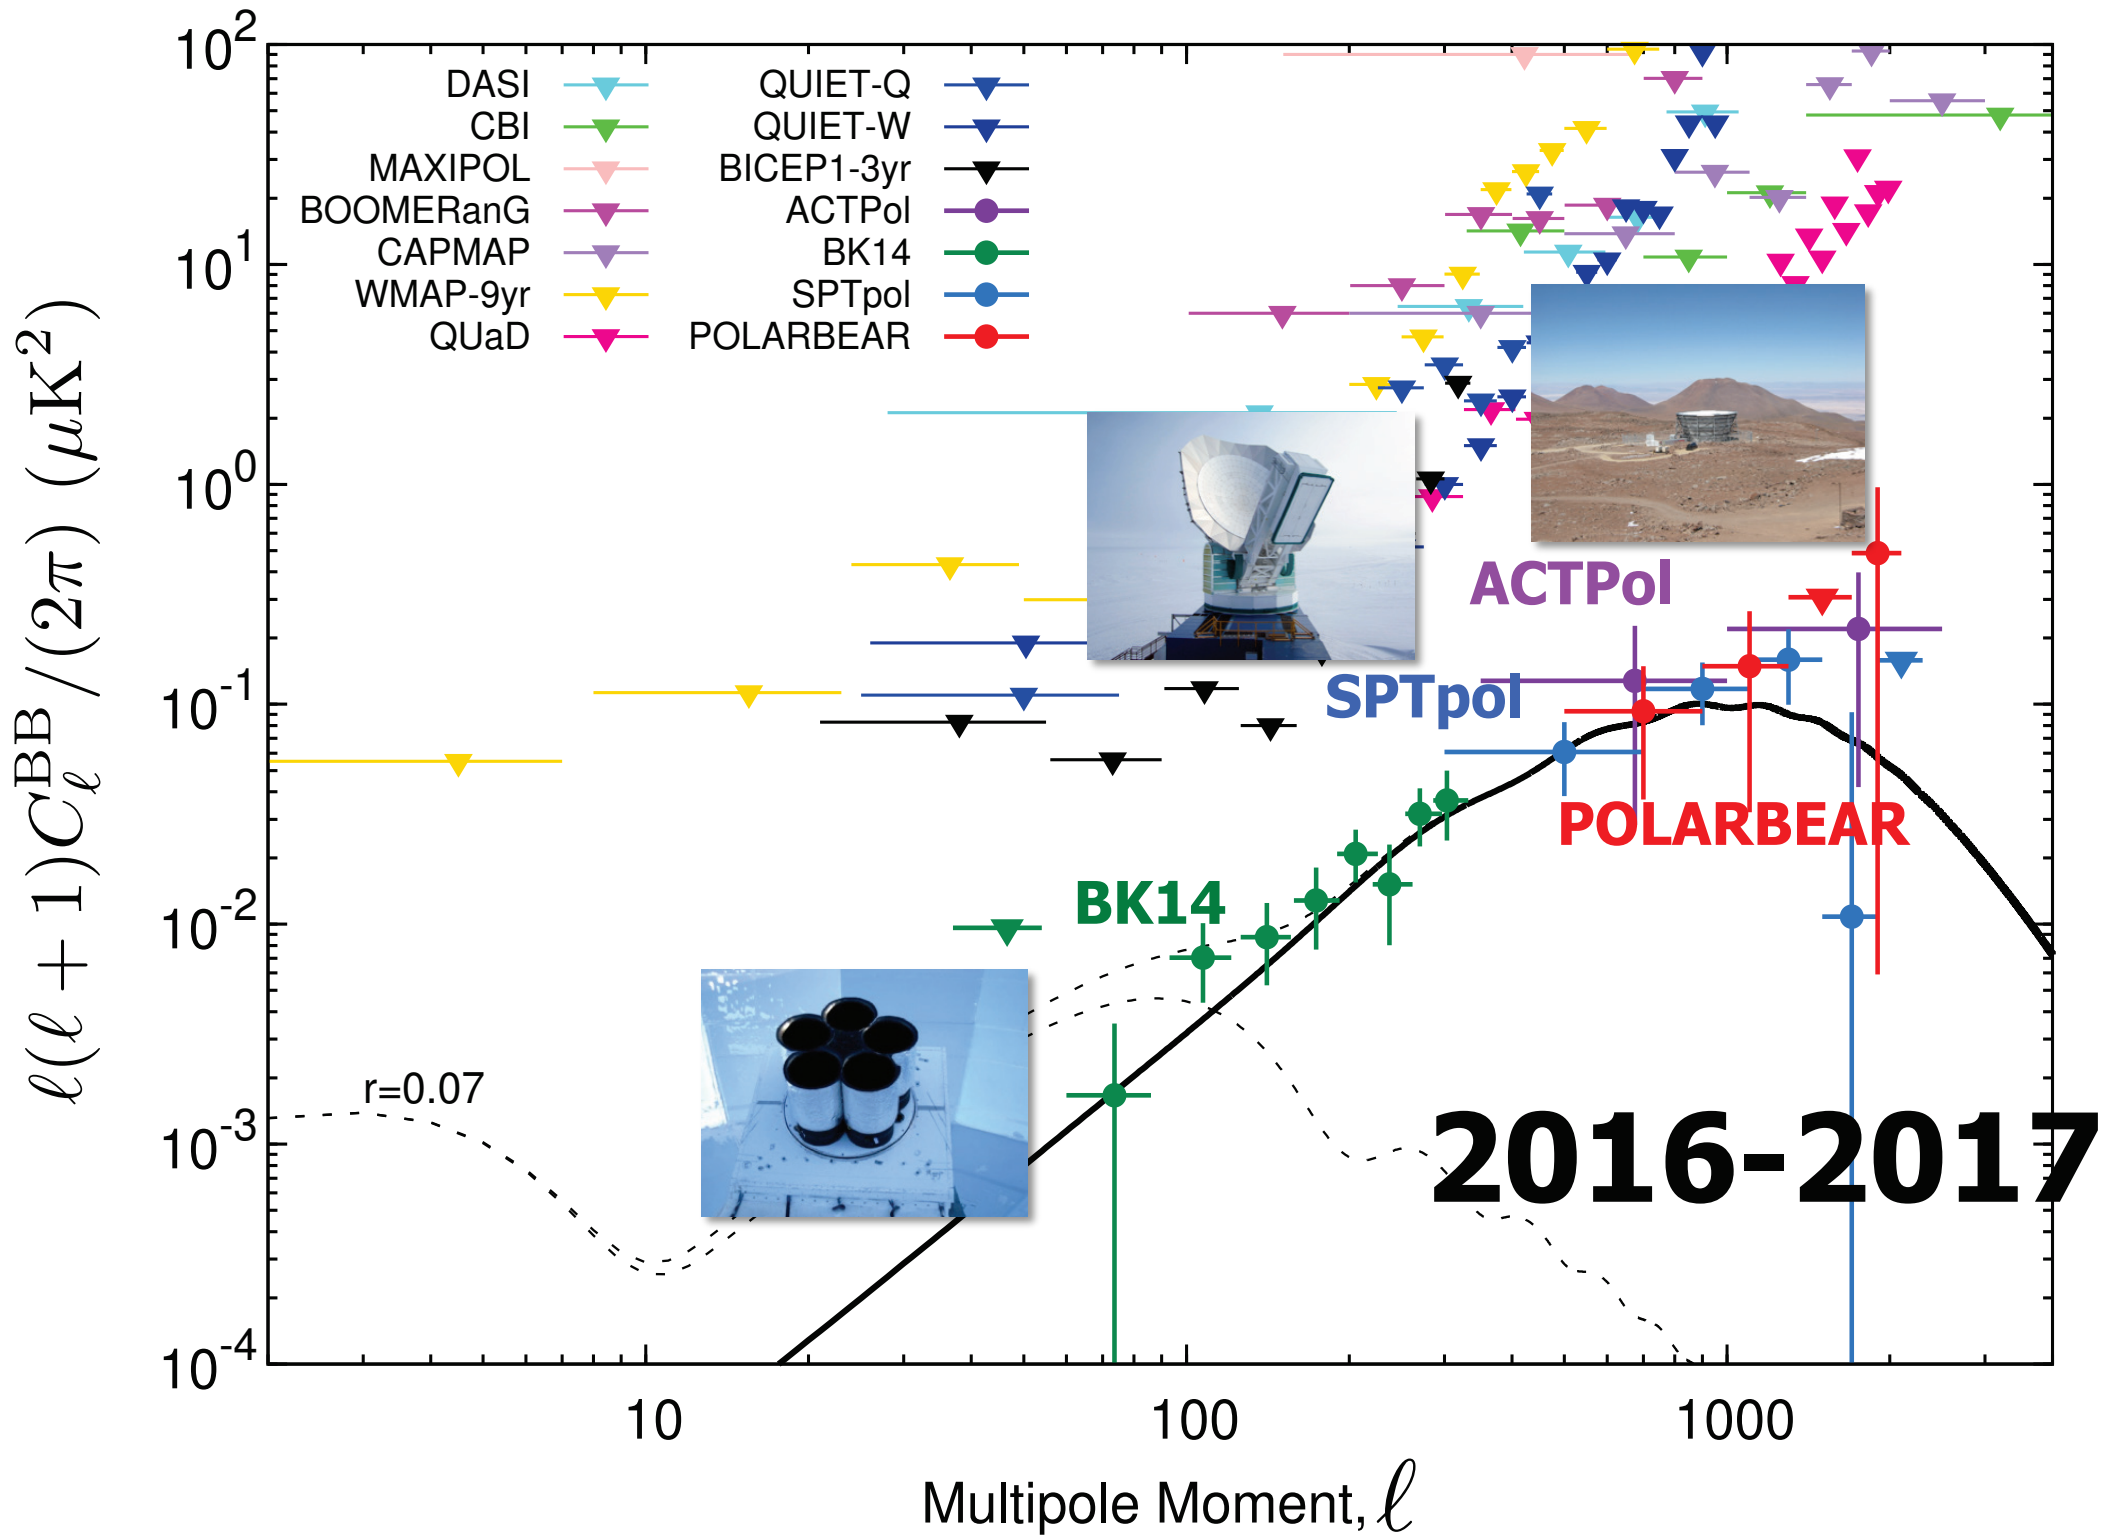 ℓ(ℓ + 1)C_ℓ^BB/(2π) (μK²)
10²
10¹
10⁰
10⁻¹
10⁻²
10⁻³
10⁻⁴
DASI
CBI
MAXIPOL
BOOMERanG
CAPMAP
WMAP-9yr
QUaD
QUIET-Q
QUIET-W
BICEP1-3yr
ACTPol
BK14
SPTpol
POLARBEAR
ACTPol
SPTpol
POLARBEAR
BK14
r=0.07
2016-2017
10
100
1000
Multipole Moment, ℓ